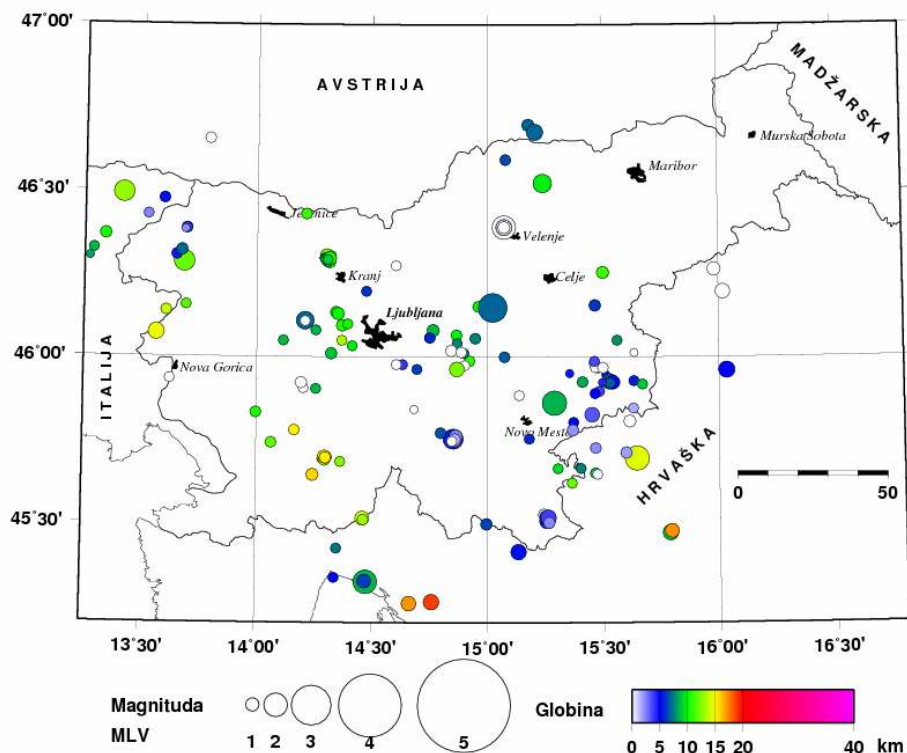 47°00'
AVSTRIJA
MADŽARSKA
Murska Sobota
Maribor
46°30'
Jesenice
Velenje
Kranj
Celje
Ljubljana
46°00'
ITALIJA
Nova Gorica
Novo Mesto
HRVAŠKA
0 50
45°30'
13°30' 14°00' 14°30' 15°00' 15°30' 16°00' 16°30'
Magnituda
MLV
1 2 3 4 5
Globina
0 5 10 15 20 40 km